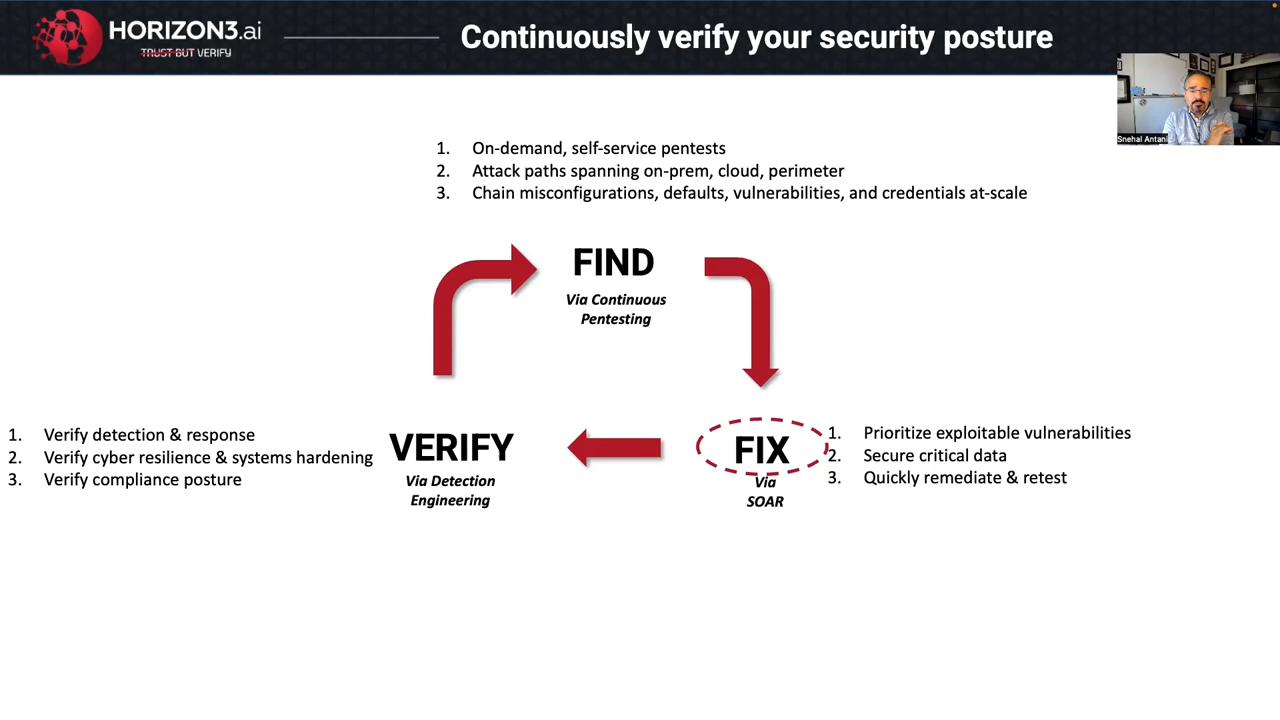 HORIZON3.ai
TRUST BUT VERIFY
Continuously verify your security posture
Snehal Antani
1. On-demand, self-service pentests
2. Attack paths spanning on-prem, cloud, perimeter
3. Chain misconfigurations, defaults, vulnerabilities, and credentials at-scale
FIND
Via Continuous
Pentesting
1. Verify detection & response
2. Verify cyber resilience & systems hardening
3. Verify compliance posture
VERIFY
Via Detection
Engineering
FIX
Via
SOAR
1. Prioritize exploitable vulnerabilities
2. Secure critical data
3. Quickly remediate & retest